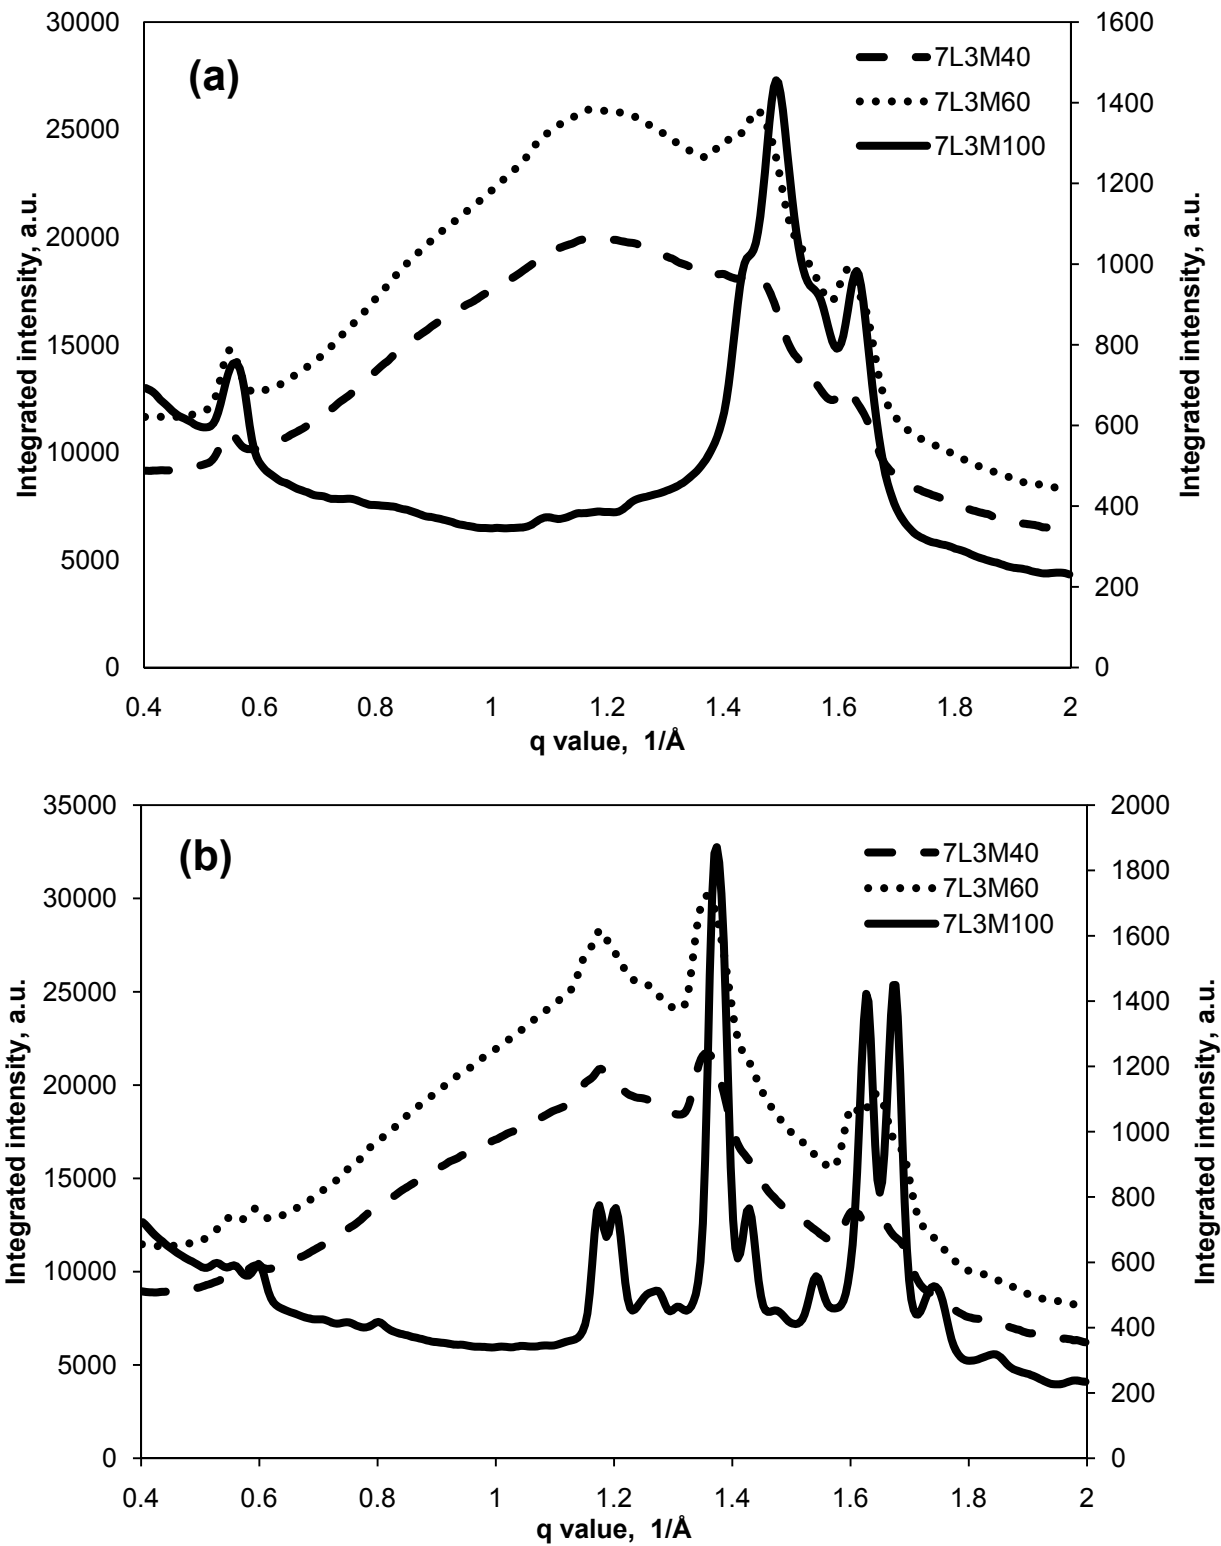 (a)
7L3M40
7L3M60
7L3M100
30000
25000
20000
15000
10000
5000
0
Integrated intensity, a.u.
1600
1400
1200
1000
800
600
400
200
0
Integrated intensity, a.u.
0.4 0.6 0.8 1 1.2 1.4 1.6 1.8 2
q value, 1/Å
(b)
7L3M40
7L3M60
7L3M100
35000
30000
25000
20000
15000
10000
5000
0
Integrated intensity, a.u.
2000
1800
1600
1400
1200
1000
800
600
400
200
0
Integrated intensity, a.u.
0.4 0.6 0.8 1 1.2 1.4 1.6 1.8 2
q value, 1/Å